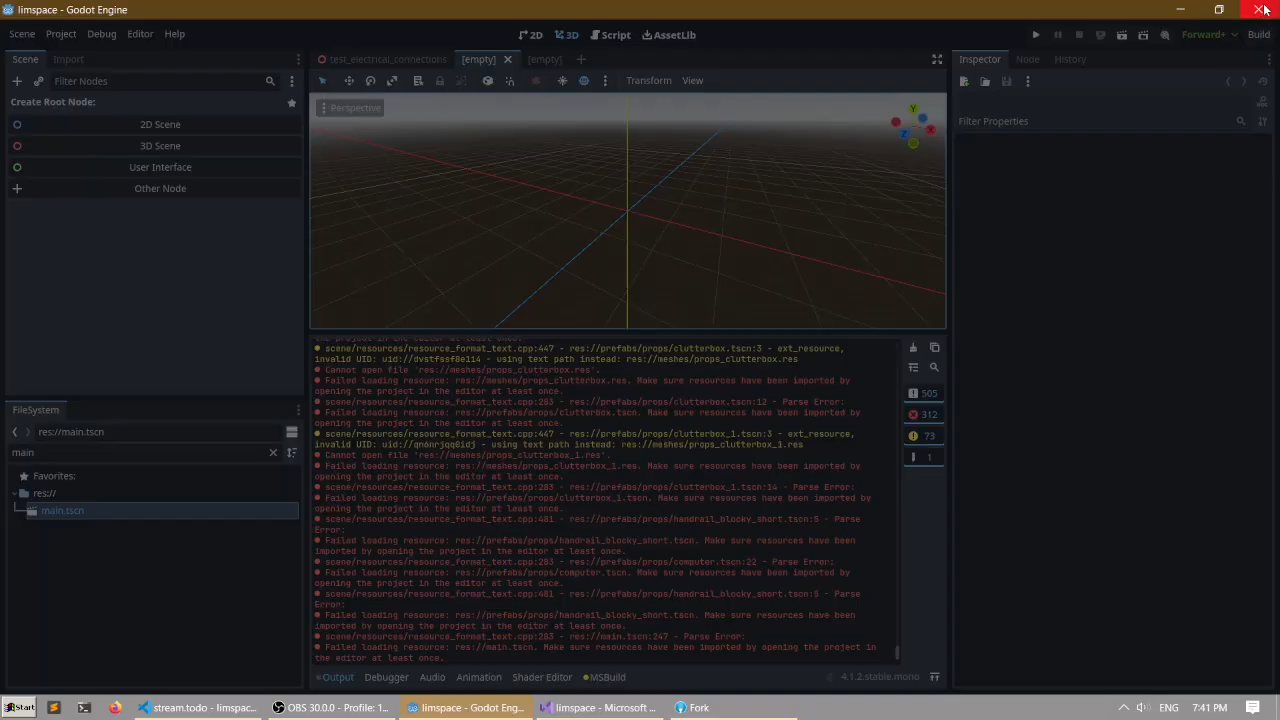 limspace - Godot Engine
Scene Project Debug Editor Help
2D 3D Script AssetLib
Forward+ Build
Scene Import
test_electrical_connections [empty] [empty]
Inspector Node History
Filter Nodes
Transform View
Create Root Node:
Perspective
Y
X
Z
Filter Properties
2D Scene
3D Scene
User Interface
Other Node
the project in the editor at least once.
scene/resources/resource_format_text.cpp:447 - res://prefabs/props/clutterbox.tscn:3 - ext_resource,
invalid UID: uid://dvstfssf8e114 - using text path instead: res://meshes/props_clutterbox.res
Cannot open file 'res://meshes/props_clutterbox.res'.
Failed loading resource: res://meshes/props_clutterbox.res. Make sure resources have been imported by
opening the project in the editor at least once.
scene/resources/resource_format_text.cpp:283 - res://prefabs/props/clutterbox.tscn:12 - Parse Error:
Failed loading resource: res://prefabs/props/clutterbox.tscn. Make sure resources have been imported by
opening the project in the editor at least once.
scene/resources/resource_format_text.cpp:447 - res://prefabs/props/clutterbox_1.tscn:3 - ext_resource,
invalid UID: - using text path instead: res://meshes/props_clutterbox_1.res
Cannot open file 'res://meshes/props_clutterbox_1.res'.
Failed loading resource: res://meshes/props_clutterbox_1.res. Make sure resources have been imported by
opening the project in the editor at least once.
scene/resources/resource_format_text.cpp:283 - res://prefabs/props/clutterbox_1.tscn:14 - Parse Error:
Failed loading resource: res://prefabs/props/clutterbox_1.tscn. Make sure resources have been imported by
opening the project in the editor at least once.
scene/resources/resource_format_text.cpp:481 - res://prefabs/props/handrail_blocky_short.tscn:5 - Parse
Error:
Failed loading resource: res://prefabs/props/handrail_blocky_short.tscn. Make sure resources have been
imported by opening the project in the editor at least once.
scene/resources/resource_format_text.cpp:283 - res://prefabs/props/computer.tscn:22 - Parse Error:
Failed loading resource: res://prefabs/props/computer.tscn. Make sure resources have been imported by
opening the project in the editor at least once.
scene/resources/resource_format_text.cpp:481 - res://prefabs/props/handrail_blocky_short.tscn:5 - Parse
Error:
Failed loading resource: res://prefabs/props/handrail_blocky_short.tscn. Make sure resources have been
imported by opening the project in the editor at least once.
scene/resources/resource_format_text.cpp:283 - res://main.tscn:247 - Parse Error:
Failed loading resource: res://main.tscn. Make sure resources have been imported by opening the project in
the editor at least once.
505
312
73
1
FileSystem
res://main.tscn
main
Favorites:
res://
main.tscn
Output Debugger Audio Animation Shader Editor MSBuild
4.1.2.stable.mono
Start
stream.todo - limspac...
OBS 30.0.0 - Profile: 1...
limspace - Godot Eng...
limspace - Microsoft ...
Fork
ENG 7:41 PM